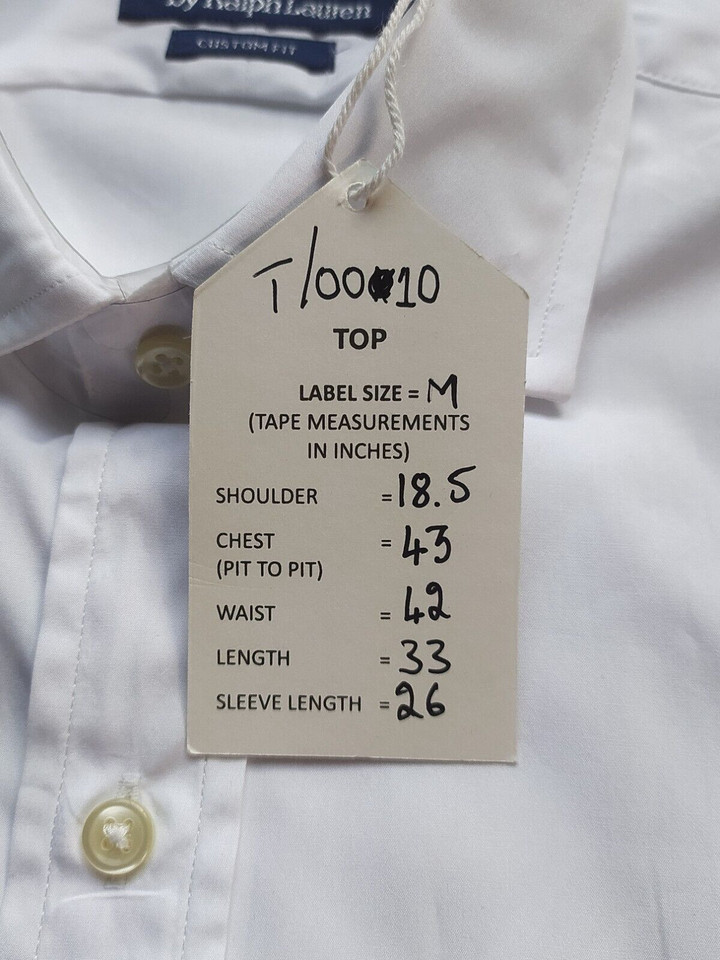 by Ralph Lauren
CUSTOM FIT
T/0010
TOP
LABEL SIZE = M
(TAPE MEASUREMENTS
IN INCHES)
SHOULDER = 18.5
CHEST = 43
(PIT TO PIT)
WAIST = 42
LENGTH = 33
SLEEVE LENGTH = 26